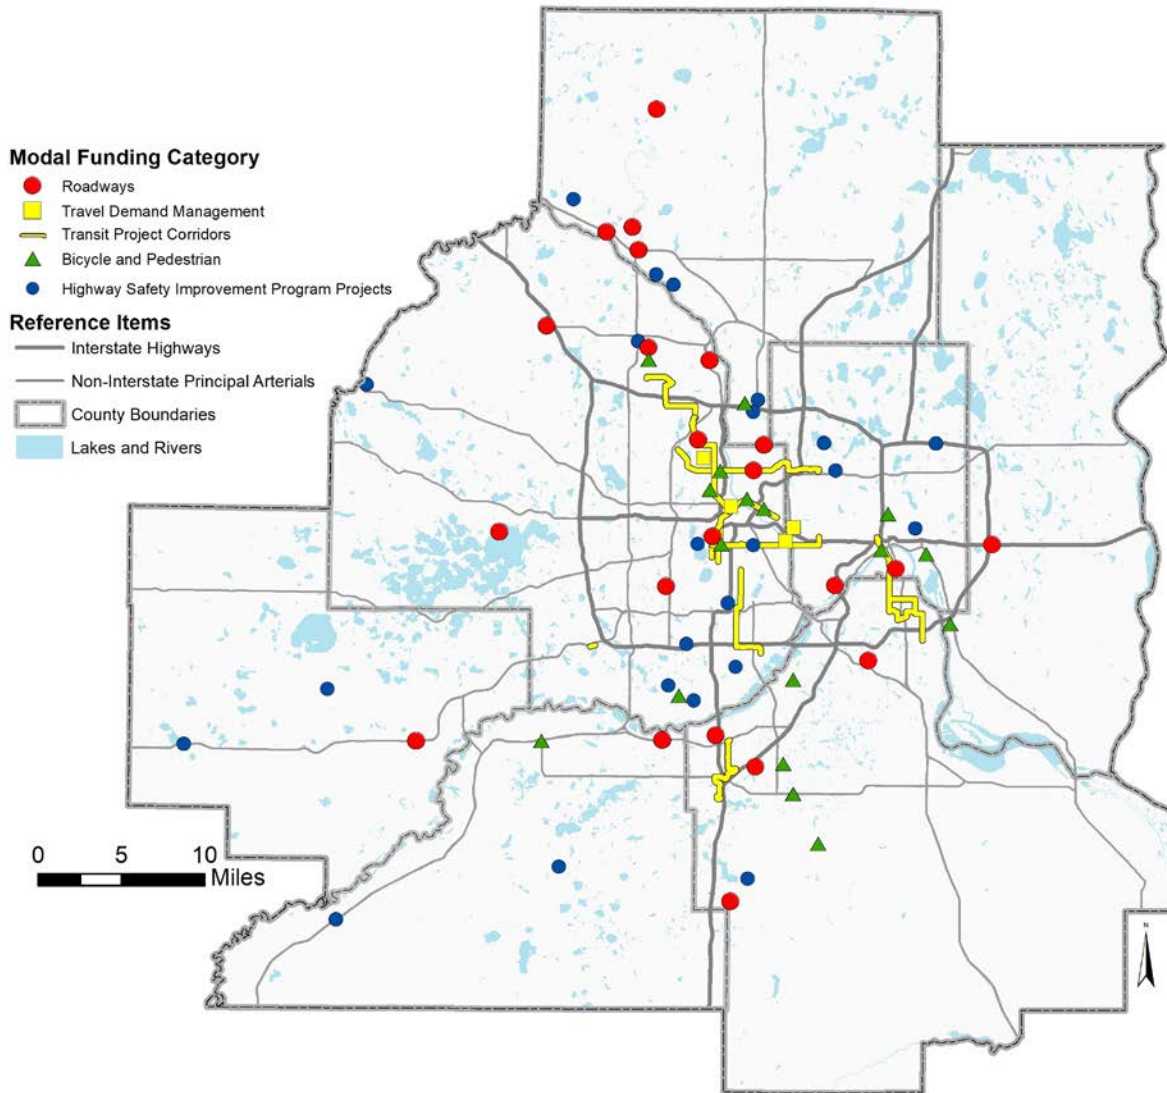 Modal Funding Category
Roadways
Travel Demand Management
Transit Project Corridors
Bicycle and Pedestrian
Highway Safety Improvement Program Projects
Reference Items
Interstate Highways
Non-Interstate Principal Arterials
County Boundaries
Lakes and Rivers
0 5 10
Miles
N